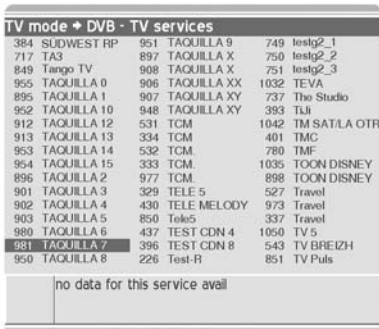 TV mode → DVB - TV services
384 SÜDWEST RP 951 TAQUILLA 9 749 testg2_1
717 TA3 897 TAQUILLA X 750 testg2_2
849 Tango TV 908 TAQUILLA X 751 testg2_3
955 TAQUILLA 0 906 TAQUILLA XX 1032 TEVA
895 TAQUILLA 1 907 TAQUILLA XY 737 The Studio
952 TAQUILLA 10 948 TAQUILLA XY 393 TiJi
912 TAQUILLA 12 531 TCM 1042 TM SAT/LA OTR
913 TAQUILLA 13 334 TCM 401 TMC
953 TAQUILLA 14 532 TCM. 780 TMF
954 TAQUILLA 15 333 TCM. 1035 TOON DISNEY
896 TAQUILLA 2 977 TCM. 898 TOON DISNEY
901 TAQUILLA 3 329 TELE 5 527 Travel
902 TAQUILLA 4 430 TELE MELODY 973 Travel
903 TAQUILLA 5 850 Tele5 337 Travel
980 TAQUILLA 6 437 TEST CDN 4 1050 TV 5
981 TAQUILLA 7 396 TEST CDN 8 543 TV BREIZH
950 TAQUILLA 8 226 Test-R 851 TV Puls
no data for this service avail